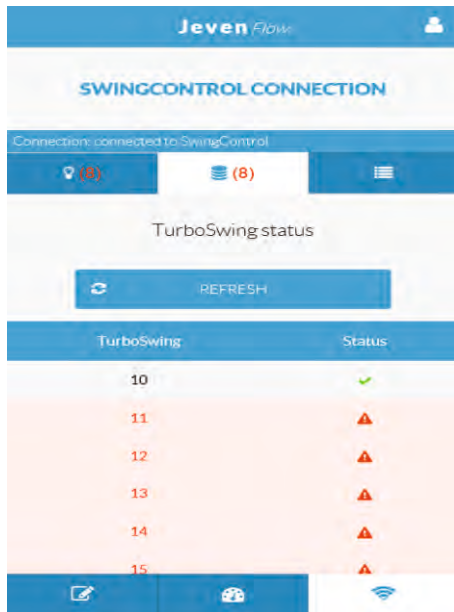 Jeven Flow
SWINGCONTROL CONNECTION
Connection: connected to SwingControl
(8) (8)
TurboSwing status
REFRESH
TurboSwing Status
10
11
12
13
14
15